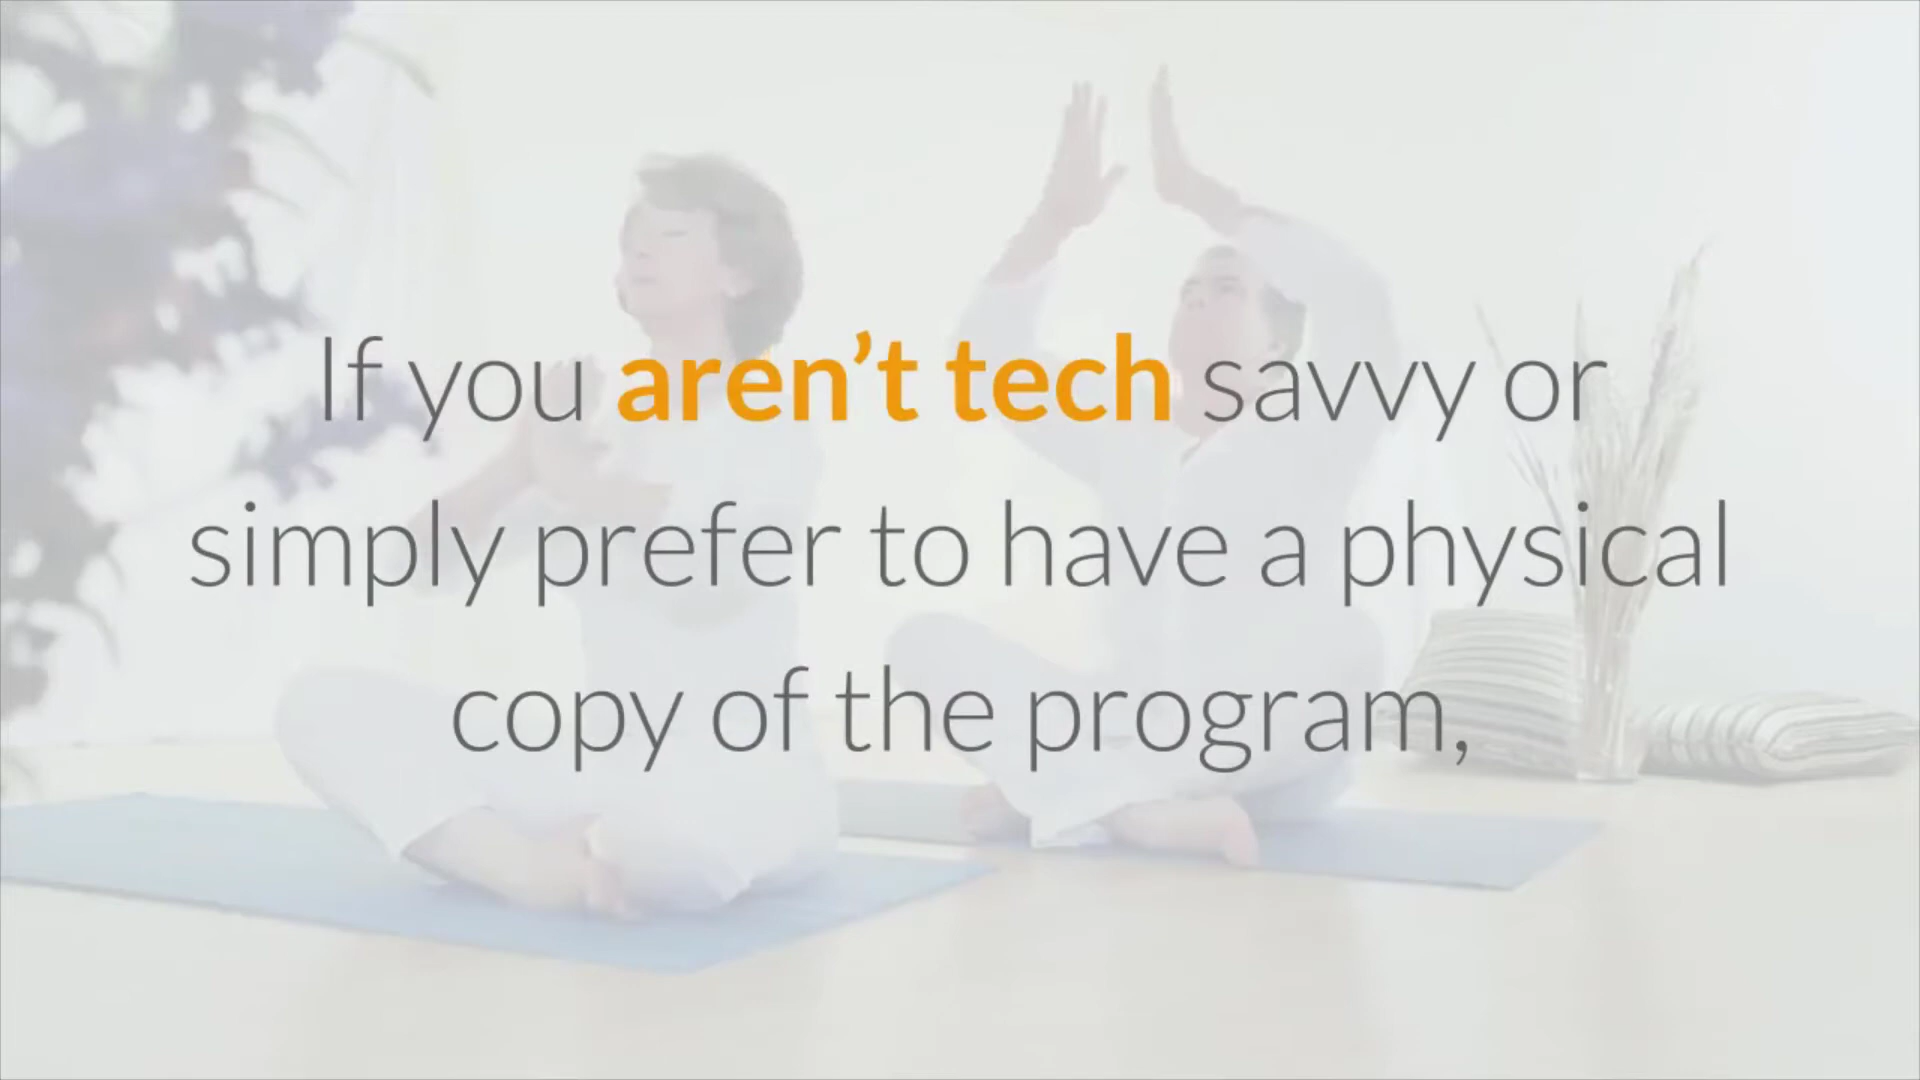 If you aren’t tech savvy or
simply prefer to have a physical
copy of the program,